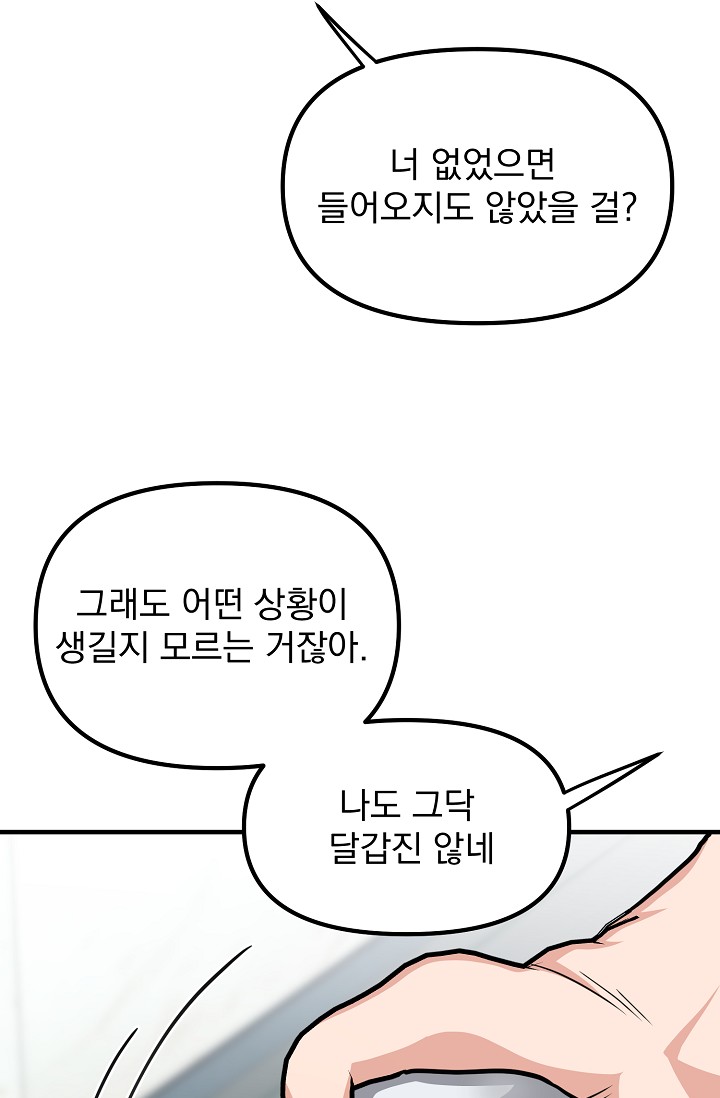 너 없었으면
들어오지도 않았을 걸?
그래도 어떤 상황이
생길지 모르는 거잖아.
나도 그닥
달갑진 않네